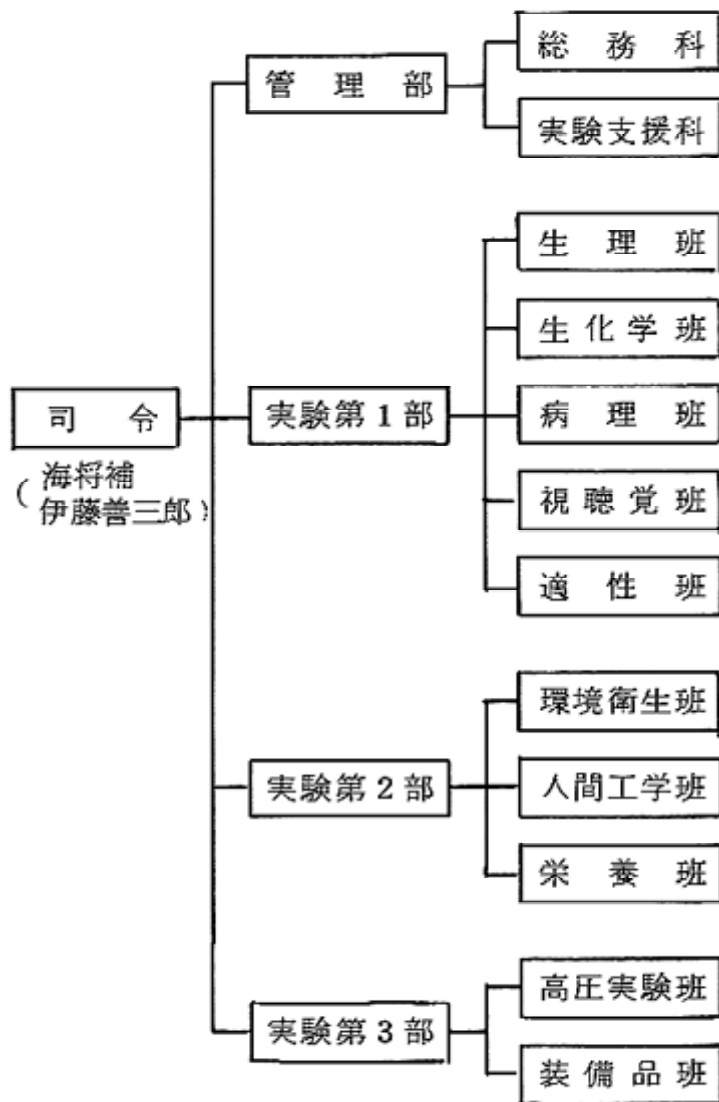 司令
(海将補
伊藤善三郎)
管理部
総務科
実験支援科
実験第1部
生理班
生化学班
病理班
視聴覚班
適性班
実験第2部
環境衛生班
人間工学班
栄養班
実験第3部
高圧実験班
装備品班